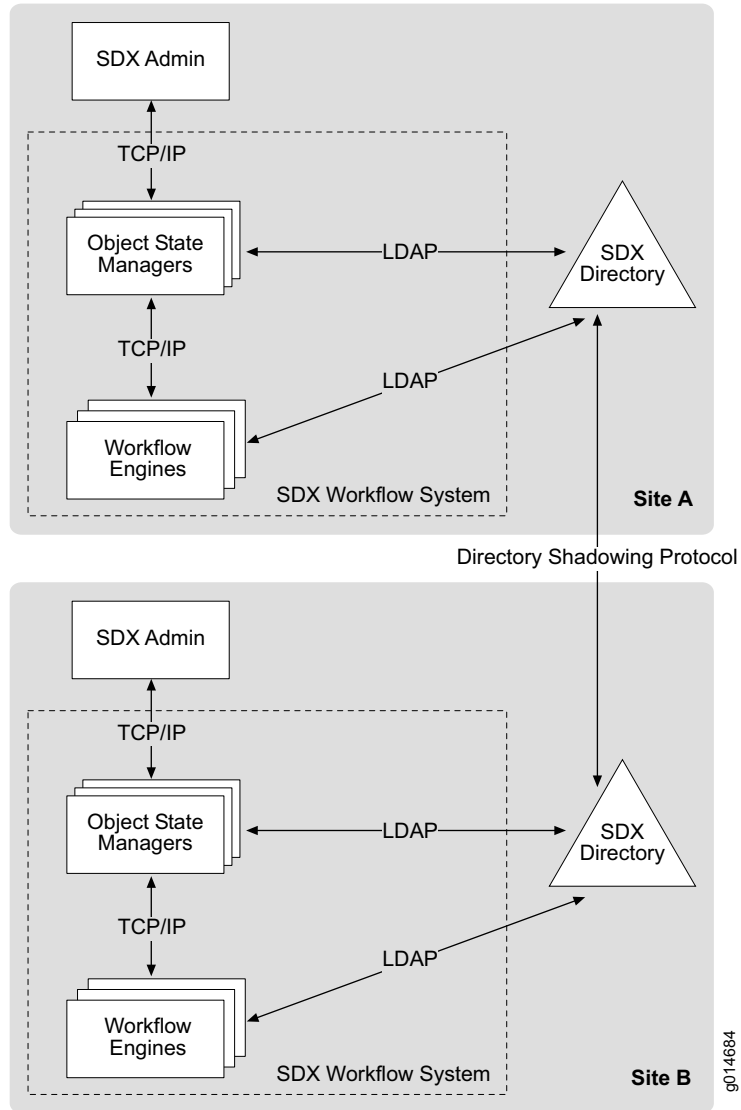 SDX Admin
TCP/IP
Object State
Managers
LDAP
SDX
Directory
TCP/IP
LDAP
Workflow
Engines
SDX Workflow System
Site A
Directory Shadowing Protocol
SDX Admin
TCP/IP
Object State
Managers
LDAP
SDX
Directory
TCP/IP
LDAP
Workflow
Engines
SDX Workflow System
Site B
g014684